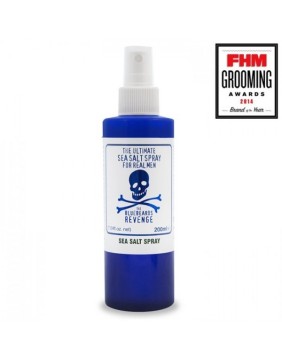 FHM
GROOMING
AWARDS
2014
Brand of the Year
THE ULTIMATE
SEA SALT SPRAY
FOR REAL MEN
THE
BLUEBEARDS
REVENGE
200ml
SEA SALT SPRAY